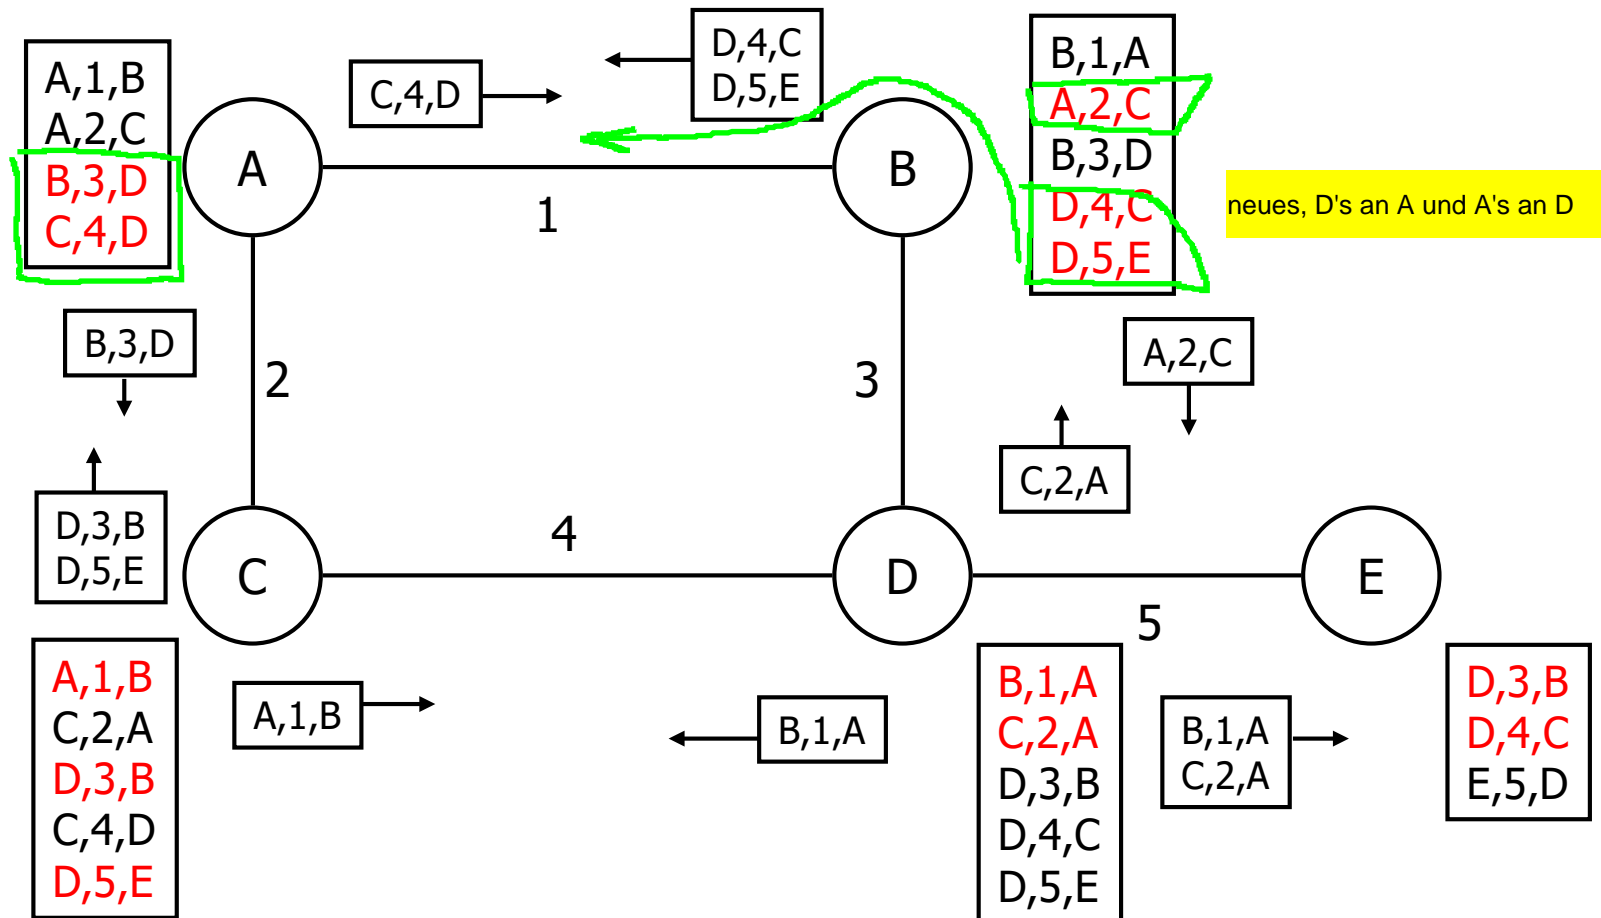 A,1,B
A,2,C
B,3,D
C,4,D
C,4,D
D,4,C
D,5,E
B,1,A
A,2,C
B,3,D
D,4,C
D,5,E
neues, D's an A und A's an D
A
B
1
B,3,D
2
3
A,2,C
C,2,A
D,3,B
D,5,E
C
4
D
E
5
A,1,B
C,2,A
D,3,B
C,4,D
D,5,E
A,1,B
B,1,A
B,1,A
C,2,A
D,3,B
D,4,C
D,5,E
B,1,A
C,2,A
D,3,B
D,4,C
E,5,D